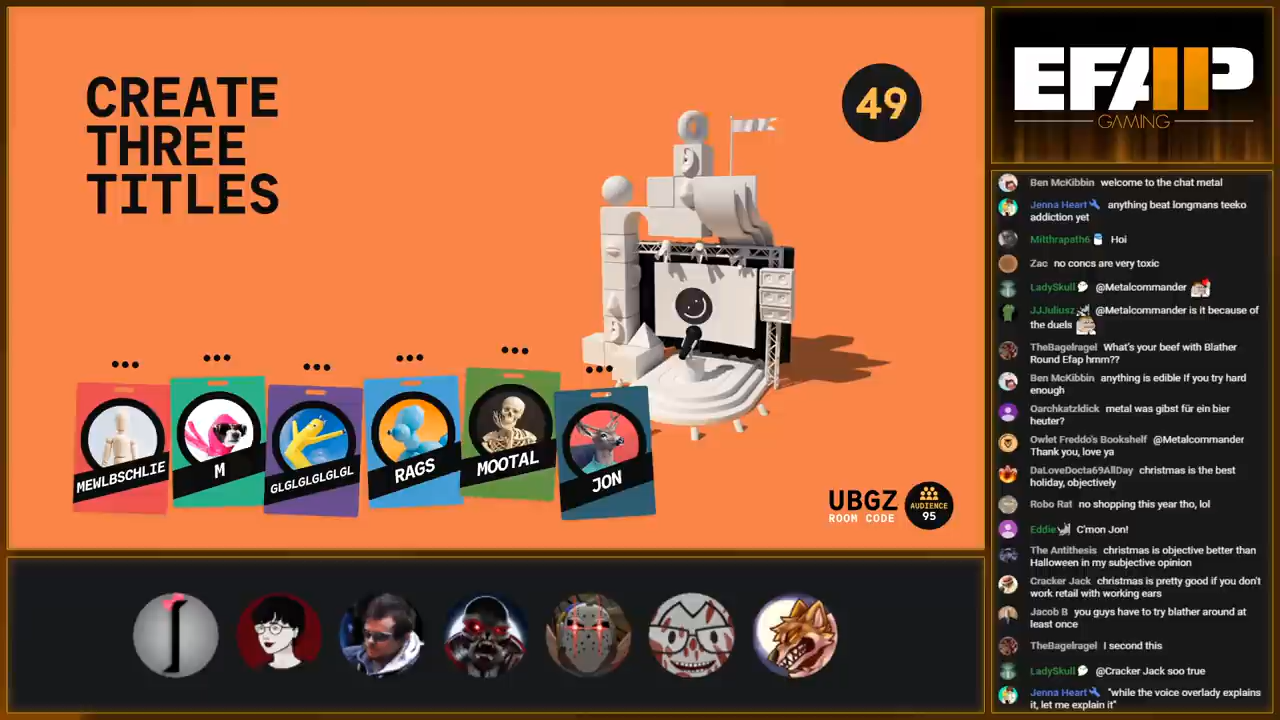 CREATE
THREE
TITLES
49
MEWLBSCHLIE
M
GLGLGLGLGLGL
RAGS
MOOTAL
JON
UBGZ
ROOM CODE
AUDIENCE
95
EFAP
GAMING
Ben McKibbin welcome to the chat metal
Jenna Heart anything beat longmans teeko
addiction yet
Mitthrapath6 Hoi
Zac no concs are very toxic
LadySkull @Metalcommander
JJJuliusz @Metalcommander is it because of
the duels
TheBagelragel What's your beef with Blather
Round Efap hrmm??
Ben McKibbin anything is edible If you try hard
enough
Oarchkatzldick metal was gibst für ein bier
heuter?
Owlet Freddo's Bookshelf @Metalcommander
Thank you, love ya
DaLoveDocta69AllDay christmas is the best
holiday, objectively
Robo Rat no shopping this year tho, lol
Eddie C'mon Jon!
The Antithesis christmas is objective better than
Halloween in my subjective opinion
Cracker Jack christmas is pretty good if you don't
work retail with working ears
Jacob B you guys have to try blather around at
least once
TheBagelragel I second this
LadySkull @Cracker Jack soo true
Jenna Heart "while the voice overlady explains
it, let me explain it"